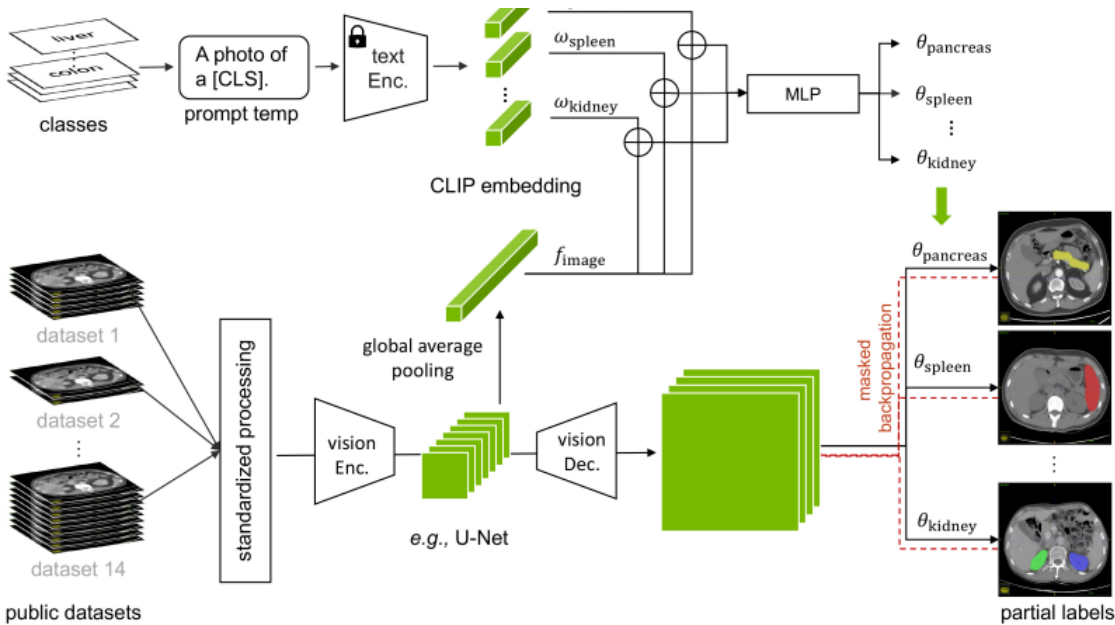 liver
colon
classes
A photo of
a [CLS].
prompt temp
text
Enc.
ω_spleen
⋮
ω_kidney
CLIP embedding
MLP
θ_pancreas
θ_spleen
⋮
θ_kidney
f_image
global average
pooling
dataset 1
dataset 2
⋮
dataset 14
public datasets
standardized processing
vision
Enc.
e.g., U-Net
vision
Dec.
masked
backpropagation
θ_pancreas
θ_spleen
⋮
θ_kidney
partial labels